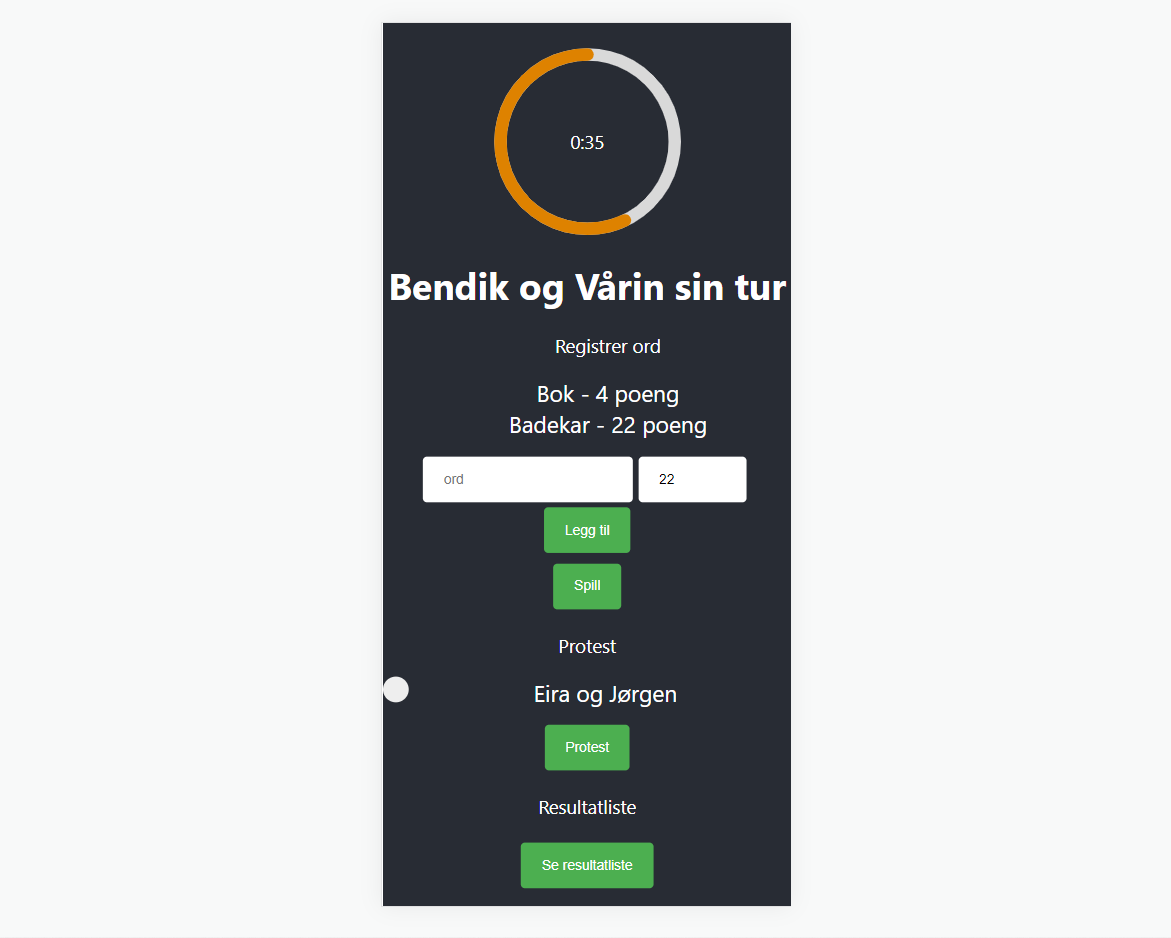 0:35
Bendik og Vårin sin tur
Registrer ord
Bok - 4 poeng
Badekar - 22 poeng
ord 22
Legg til
Spill
Protest
Eira og Jørgen
Protest
Resultatliste
Se resultatliste